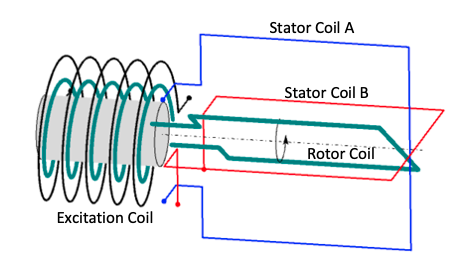 Stator Coil A
Stator Coil B
Rotor Coil
Excitation Coil